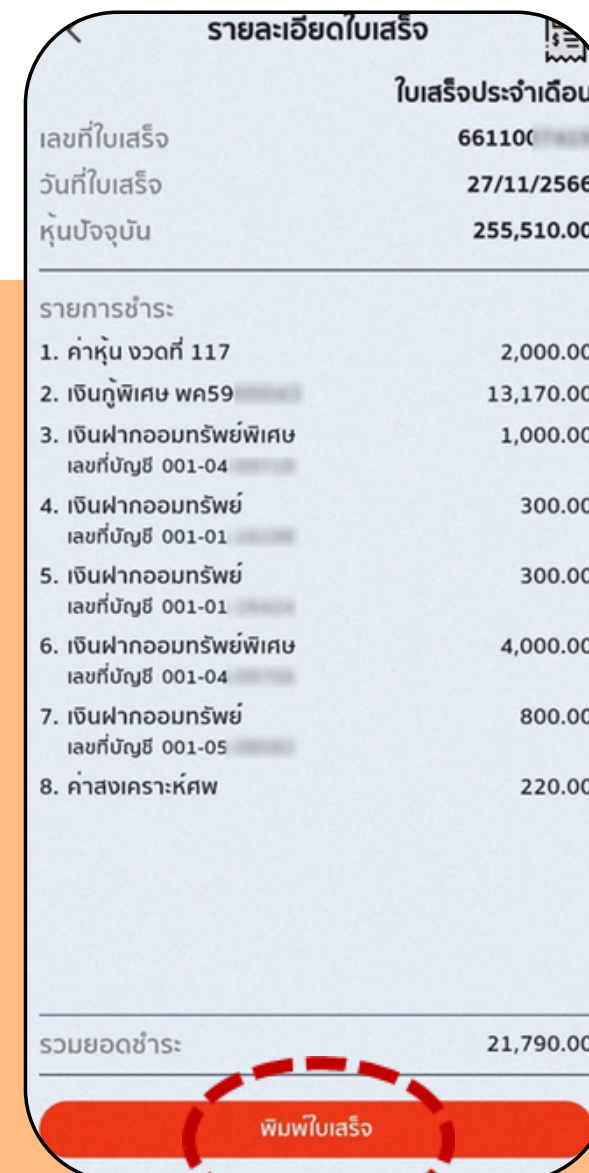 รายละเอียดใบเสร็จ
ใบเสร็จประจำเดือน
เลขที่ใบเสร็จ 661100
วันที่ใบเสร็จ 27/11/2566
หุ้นปัจจุบัน 255,510.00
รายการชำระ
1. ค่าหุ้น งวดที่ 117 2,000.00
2. เงินกู้พิเศษ พค59 13,170.00
3. เงินฝากออมทรัพย์พิเศษ 1,000.00
เลขที่บัญชี 001-04
4. เงินฝากออมทรัพย์ 300.00
เลขที่บัญชี 001-01
5. เงินฝากออมทรัพย์ 300.00
เลขที่บัญชี 001-01
6. เงินฝากออมทรัพย์พิเศษ 4,000.00
เลขที่บัญชี 001-04
7. เงินฝากออมทรัพย์ 800.00
เลขที่บัญชี 001-05
8. ค่าสงเคราะห์ศพ 220.00
รวมยอดชำระ 21,790.00
พิมพ์ใบเสร็จ